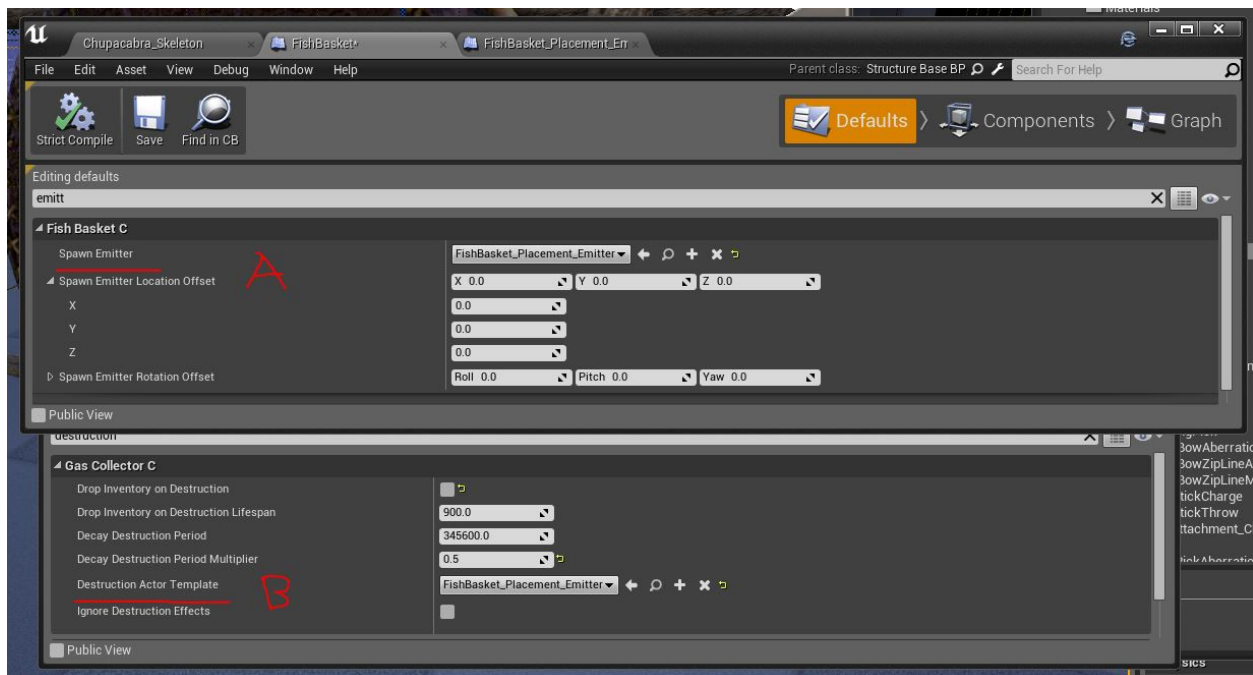 Materials
Chupacabra_Skeleton
FishBasket*
FishBasket_Placement_Em
File Edit Asset View Debug Window Help
Parent class: Structure Base BP
Search For Help
Strict Compile Save Find in CB
Defaults Components Graph
Editing defaults
emitt
Fish Basket C
Spawn Emitter
FishBasket_Placement_Emitter
A
Spawn Emitter Location Offset
X 0.0 Y 0.0 Z 0.0
X 0.0
Y 0.0
Z 0.0
Spawn Emitter Rotation Offset
Roll 0.0 Pitch 0.0 Yaw 0.0
Public View
destruction
Gas Collector C
Drop Inventory on Destruction
Drop Inventory on Destruction Lifespan 900.0
Decay Destruction Period 345600.0
Decay Destruction Period Multiplier 0.5
Destruction Actor Template
FishBasket_Placement_Emitter
B
Ignore Destruction Effects
Public View
BowAberratio
BowZipLineA
BowZipLineM
tickCharge
tickThrow
ttachment_C
sics